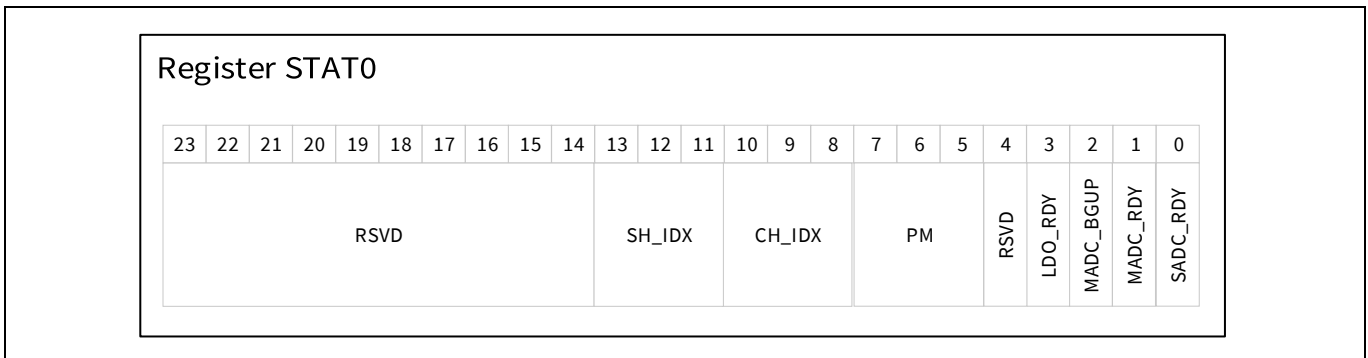 Register STAT0
23 22 21 20 19 18 17 16 15 14 13 12 11 10 9 8 7 6 5 4 3 2 1 0
RSVD SH_IDX CH_IDX PM RSVD LDO_RDY MADC_BGUP MADC_RDY SADC_RDY